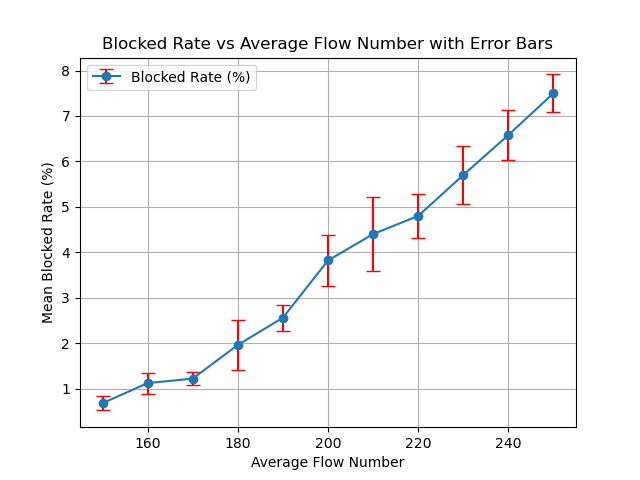 Blocked Rate vs Average Flow Number with Error Bars
Blocked Rate (%)
Mean Blocked Rate (%)
8
7
6
5
4
3
2
1
160 180 200 220 240
Average Flow Number